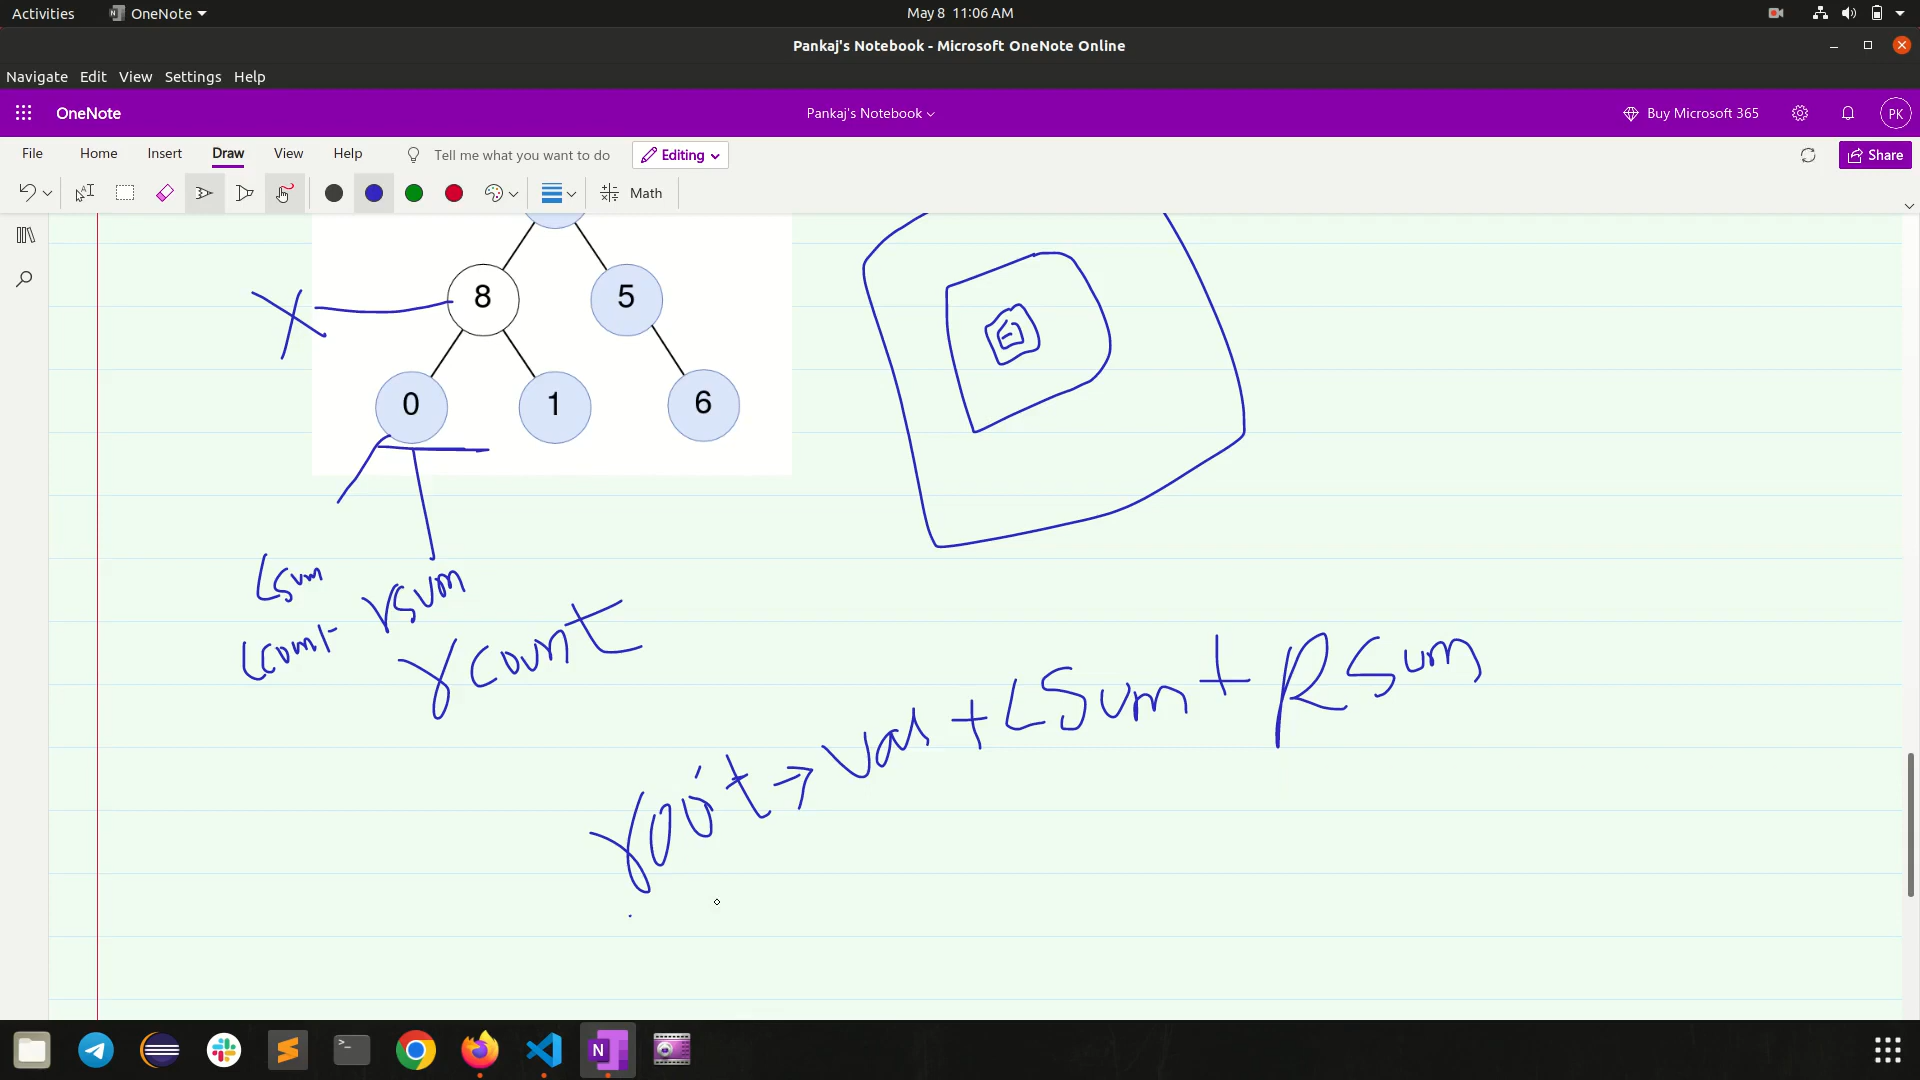 Activities OneNote May 8 11:06 AM
Pankaj's Notebook - Microsoft OneNote Online
Navigate Edit View Settings Help
OneNote Pankaj's Notebook Buy Microsoft 365 PK
File Home Insert Draw View Help Tell me what you want to do Editing Share
Math
8 5
0 1 6
Lsum
rsum
Lcount
rcount
root -> val + LSum + RSum
N